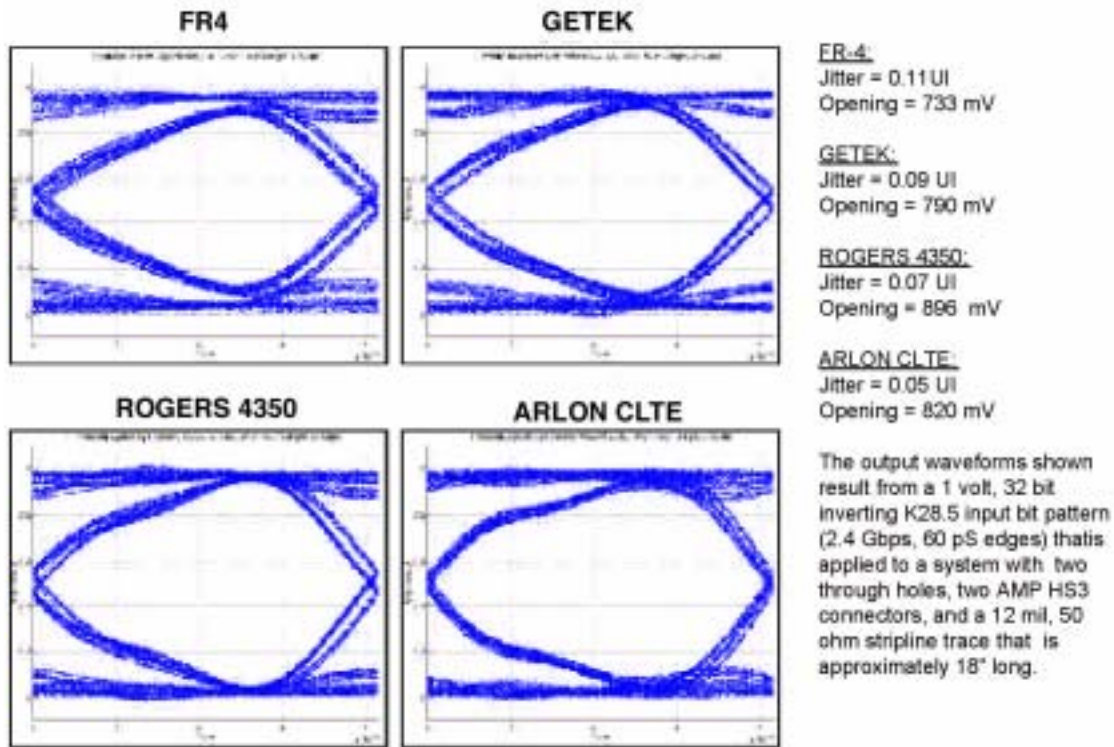 FR4
GETEK
FR-4:
Jitter = 0.11UI
Opening = 733 mV
GETEK:
Jitter = 0.09 UI
Opening = 790 mV
ROGERS 4350:
Jitter = 0.07 UI
Opening = 896 mV
ARLON CLTE:
Jitter = 0.05 UI
Opening = 820 mV
ROGERS 4350
ARLON CLTE
The output waveforms shown
result from a 1 volt, 32 bit
inverting K28.5 input bit pattern
(2.4 Gbps, 60 pS edges) thatis
applied to a system with two
through holes, two AMP HS3
connectors, and a 12 mil, 50
ohm stripline trace that is
approximately 18" long.